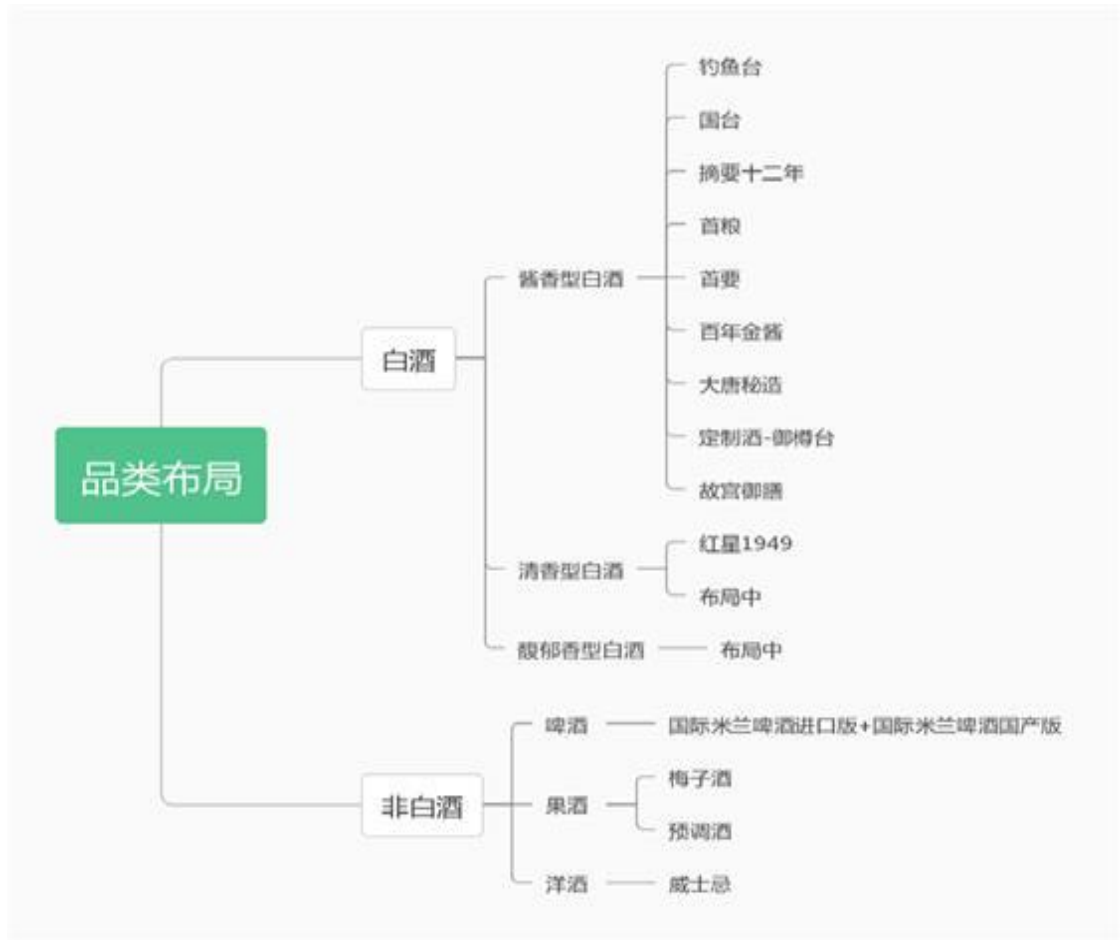 品类布局
白酒
酱香型白酒
钓鱼台
国台
摘要十二年
首粮
首要
百年金酱
大唐秘造
定制酒-御樽台
故宫御膳
清香型白酒
红星1949
布局中
馥郁香型白酒
布局中
非白酒
啤酒
国际米兰啤酒进口版+国际米兰啤酒国产版
果酒
梅子酒
预调酒
洋酒
威士忌